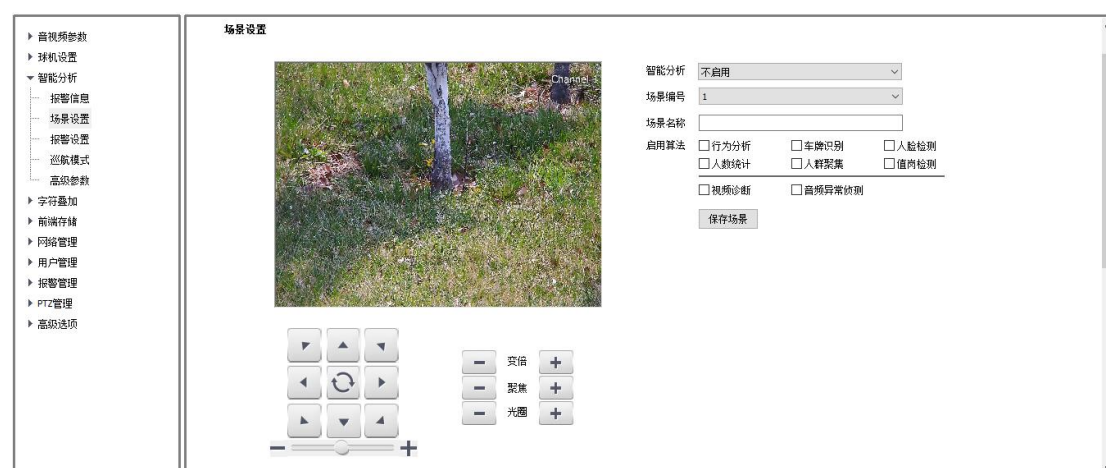 音视频参数
球机设置
智能分析
报警信息
场景设置
报警设置
巡航模式
高级参数
字符叠加
前端存储
网络管理
用户管理
报警管理
PTZ管理
高级选项
场景设置
Channel
变倍
聚焦
光圈
智能分析 不启用
场景编号 1
场景名称
启用算法 行为分析 车牌识别 人脸检测
人数统计 人群聚集 值岗检测
视频诊断 音频异常侦测
保存场景